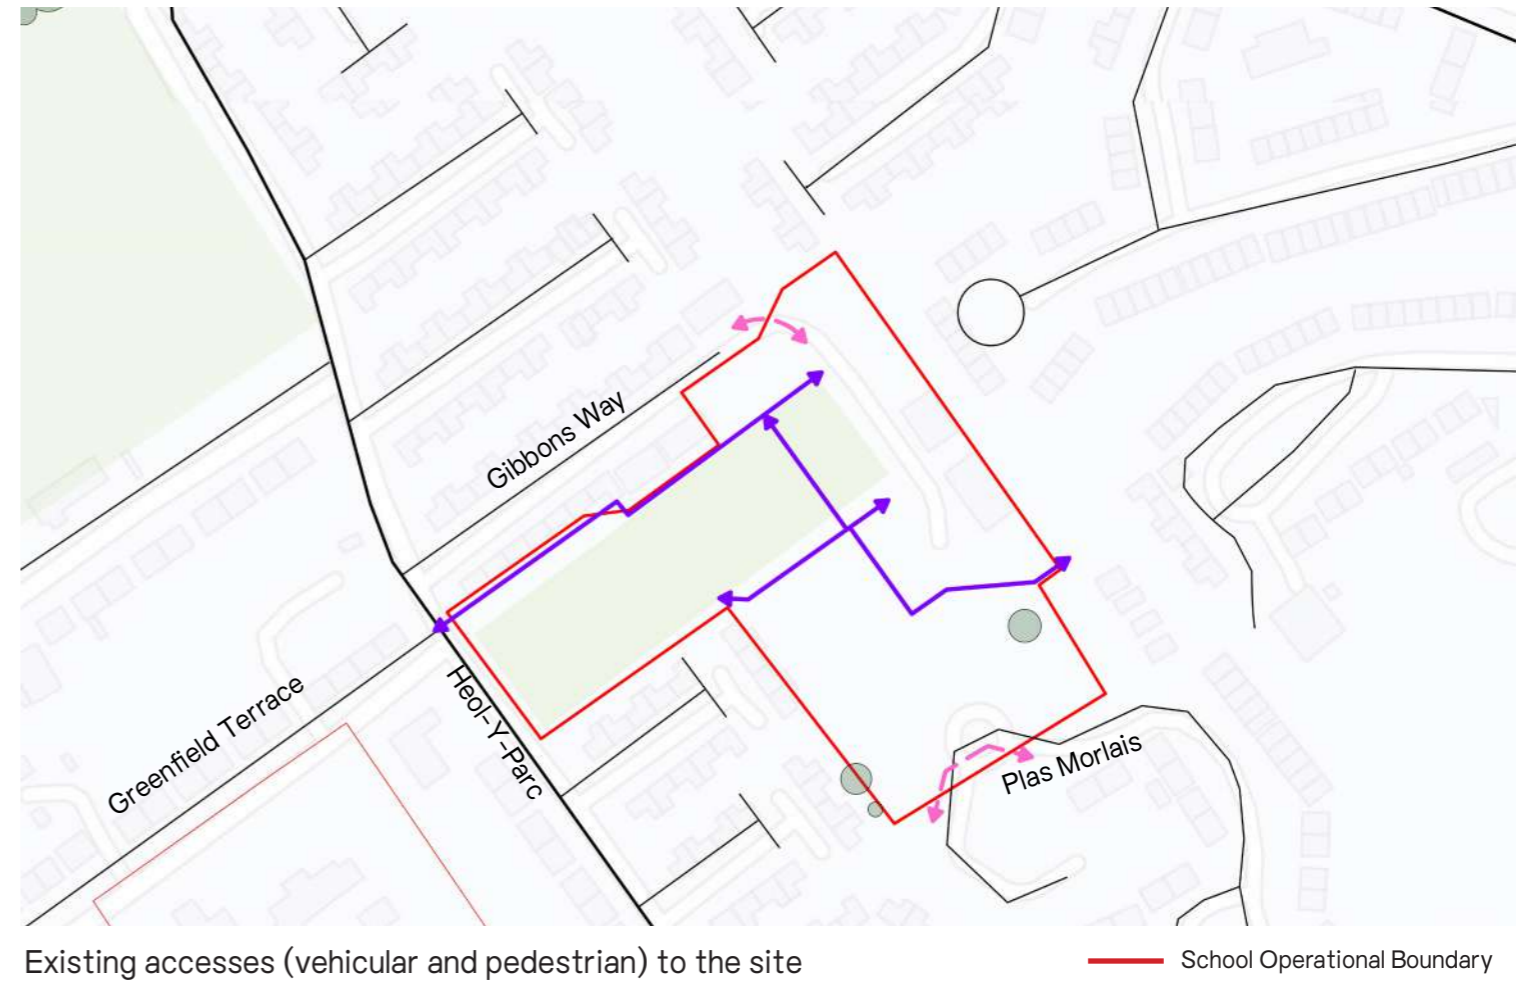 Gibbons Way
Greenfield Terrace
Heol-Y-Parc
Plas Morlais
Existing accesses (vehicular and pedestrian) to the site
School Operational Boundary